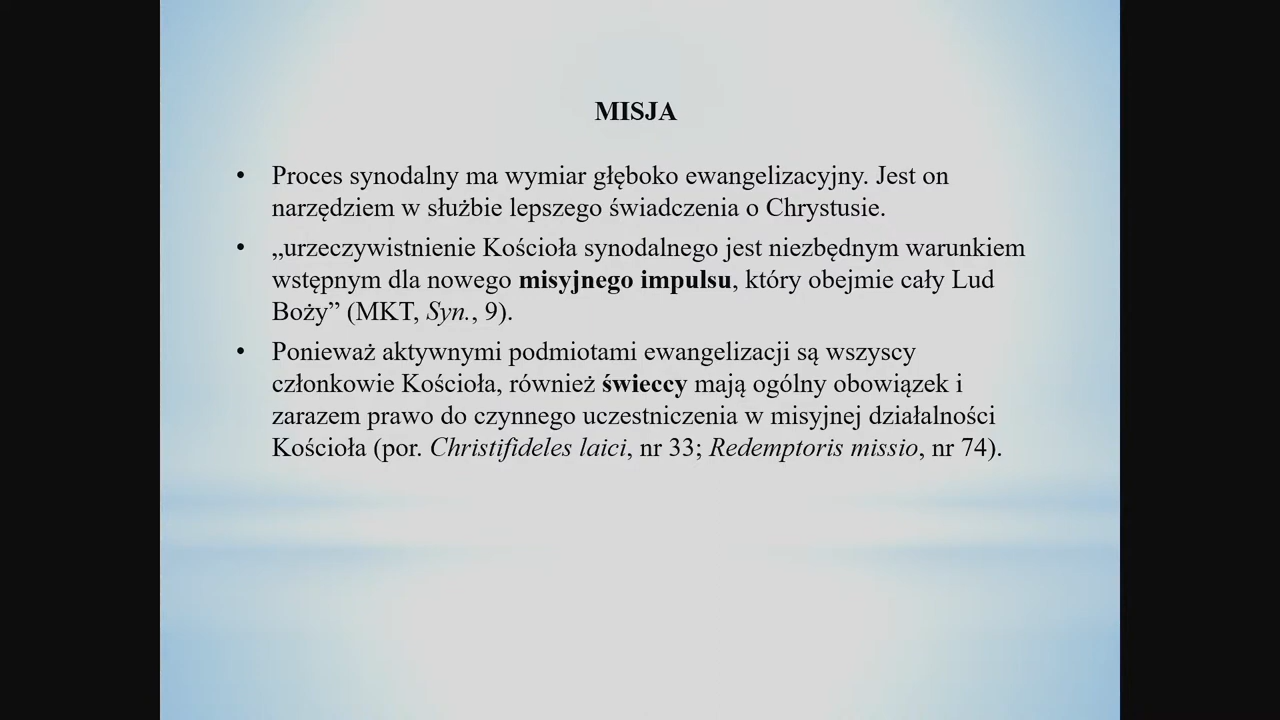 MISJA
• Proces synodalny ma wymiar głęboko ewangelizacyjny. Jest on
narzędziem w służbie lepszego świadczenia o Chrystusie.
• „urzeczywistnienie Kościoła synodalnego jest niezbędnym warunkiem
wstępnym dla nowego misyjnego impulsu, który obejmie cały Lud
Boży” (MKT, Syn., 9).
• Ponieważ aktywnymi podmiotami ewangelizacji są wszyscy
członkowie Kościoła, również świeccy mają ogólny obowiązek i
zarazem prawo do czynnego uczestniczenia w misyjnej działalności
Kościoła (por. Christifideles laici, nr 33; Redemptoris missio, nr 74).